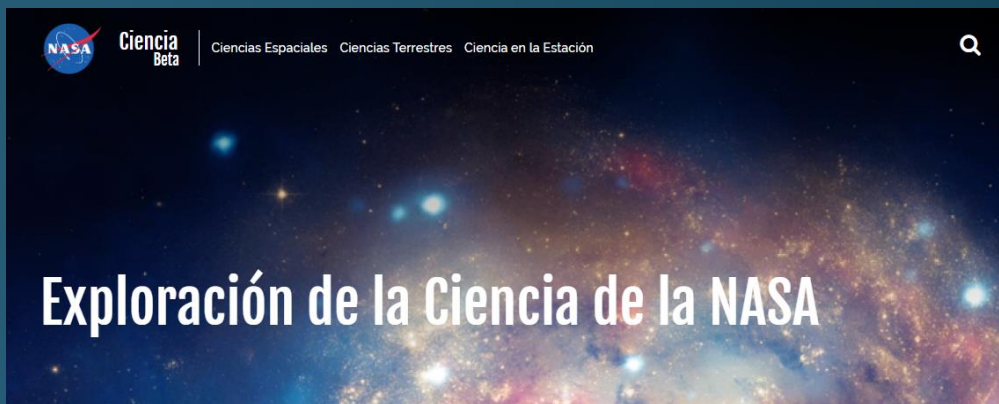 NASA
Ciencia
Beta
Ciencias Espaciales Ciencias Terrestres Ciencia en la Estación
Exploración de la Ciencia de la NASA